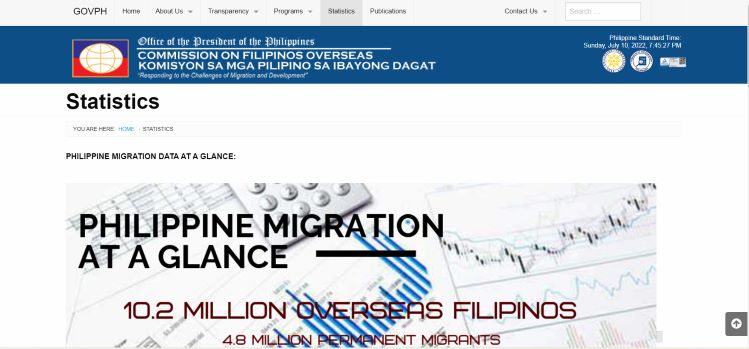 GOVPH Home About Us Transparency Programs Statistics Publications Contact Us Search ...
Office of the President of the Philippines
COMMISSION ON FILIPINOS OVERSEAS
KOMISYON SA MGA PILIPINO SA IBAYONG DAGAT
"Responding to the Challenges of Migration and Development"
Philippine Standard Time:
Sunday, July 10, 2022, 7:45:27 PM
Statistics
YOU ARE HERE: HOME › STATISTICS
PHILIPPINE MIGRATION DATA AT A GLANCE:
PHILIPPINE MIGRATION
AT A GLANCE
10.2 MILLION OVERSEAS FILIPINOS
4.8 MILLION PERMANENT MIGRANTS